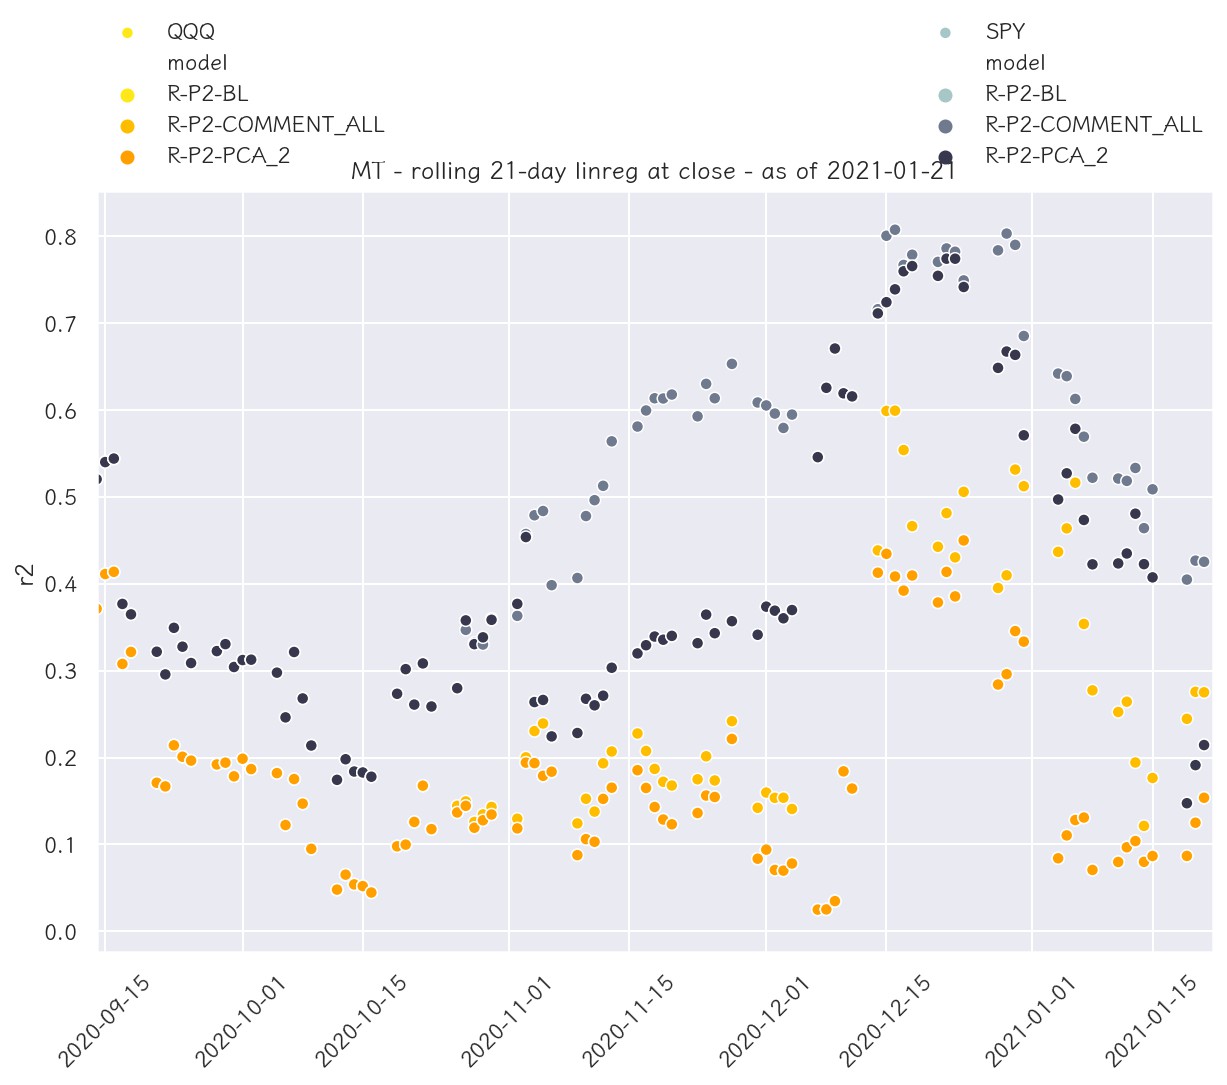 QQQ
model
R-P2-BL
R-P2-COMMENT_ALL
R-P2-PCA_2
SPY
model
R-P2-BL
R-P2-COMMENT_ALL
R-P2-PCA_2
MT - rolling 21-day linreg at close - as of 2021-01-21
r2
0.8
0.7
0.6
0.5
0.4
0.3
0.2
0.1
0.0
2020-09-15
2020-10-01
2020-10-15
2020-11-01
2020-11-15
2020-12-01
2020-12-15
2021-01-01
2021-01-15